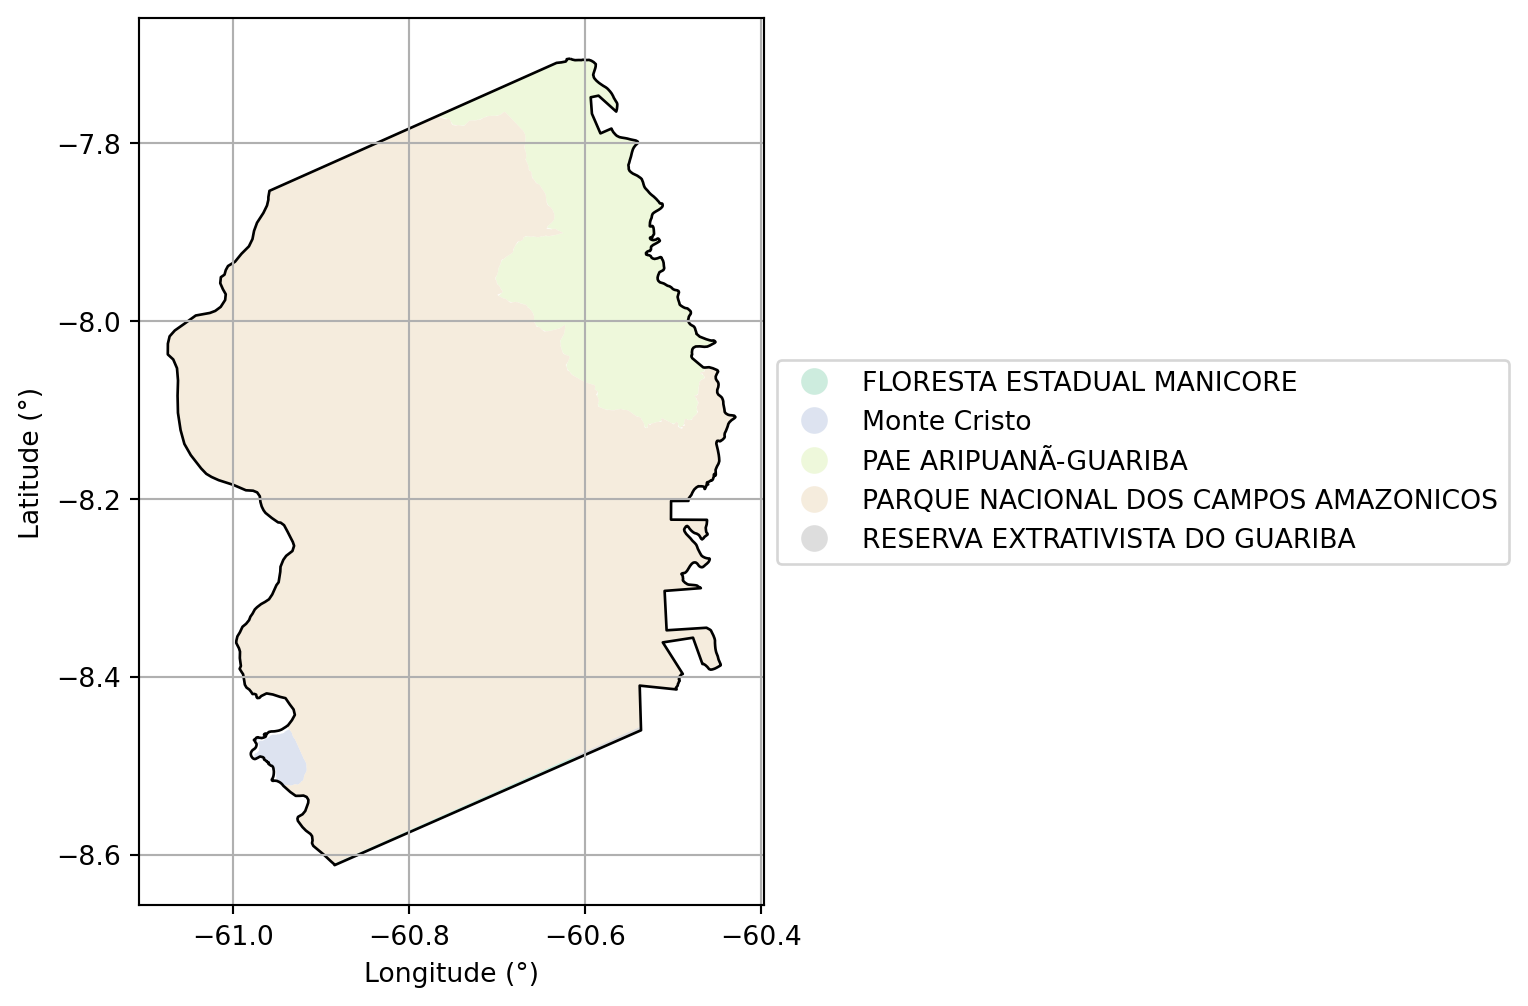 −7.8
−8.0
−8.2
−8.4
−8.6
Latitude (°)
−61.0 −60.8 −60.6 −60.4
Longitude (°)
FLORESTA ESTADUAL MANICORE
Monte Cristo
PAE ARIPUANÃ-GUARIBA
PARQUE NACIONAL DOS CAMPOS AMAZONICOS
RESERVA EXTRATIVISTA DO GUARIBA